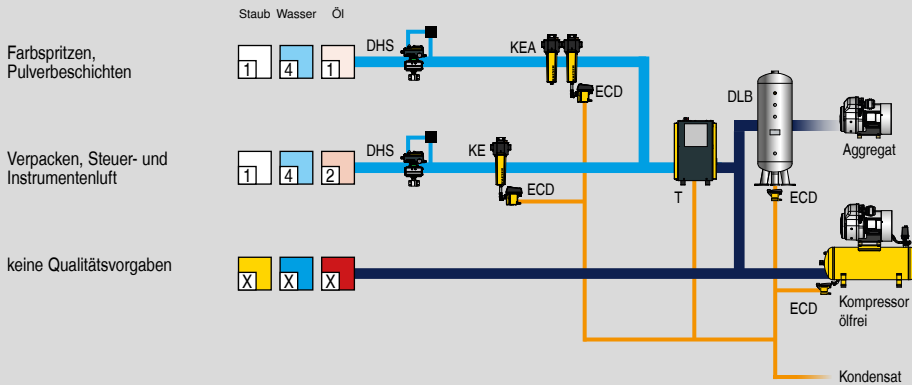 Staub Wasser Öl
Farbspritzen,
Pulverbeschichten
1 4 1
DHS
KEA
ECD
DLB
Aggregat
Verpacken, Steuer- und
Instrumentenluft
1 4 2
DHS
KE
ECD
T
ECD
keine Qualitätsvorgaben
X X X
ECD
Kompressor
ölfrei
Kondensat